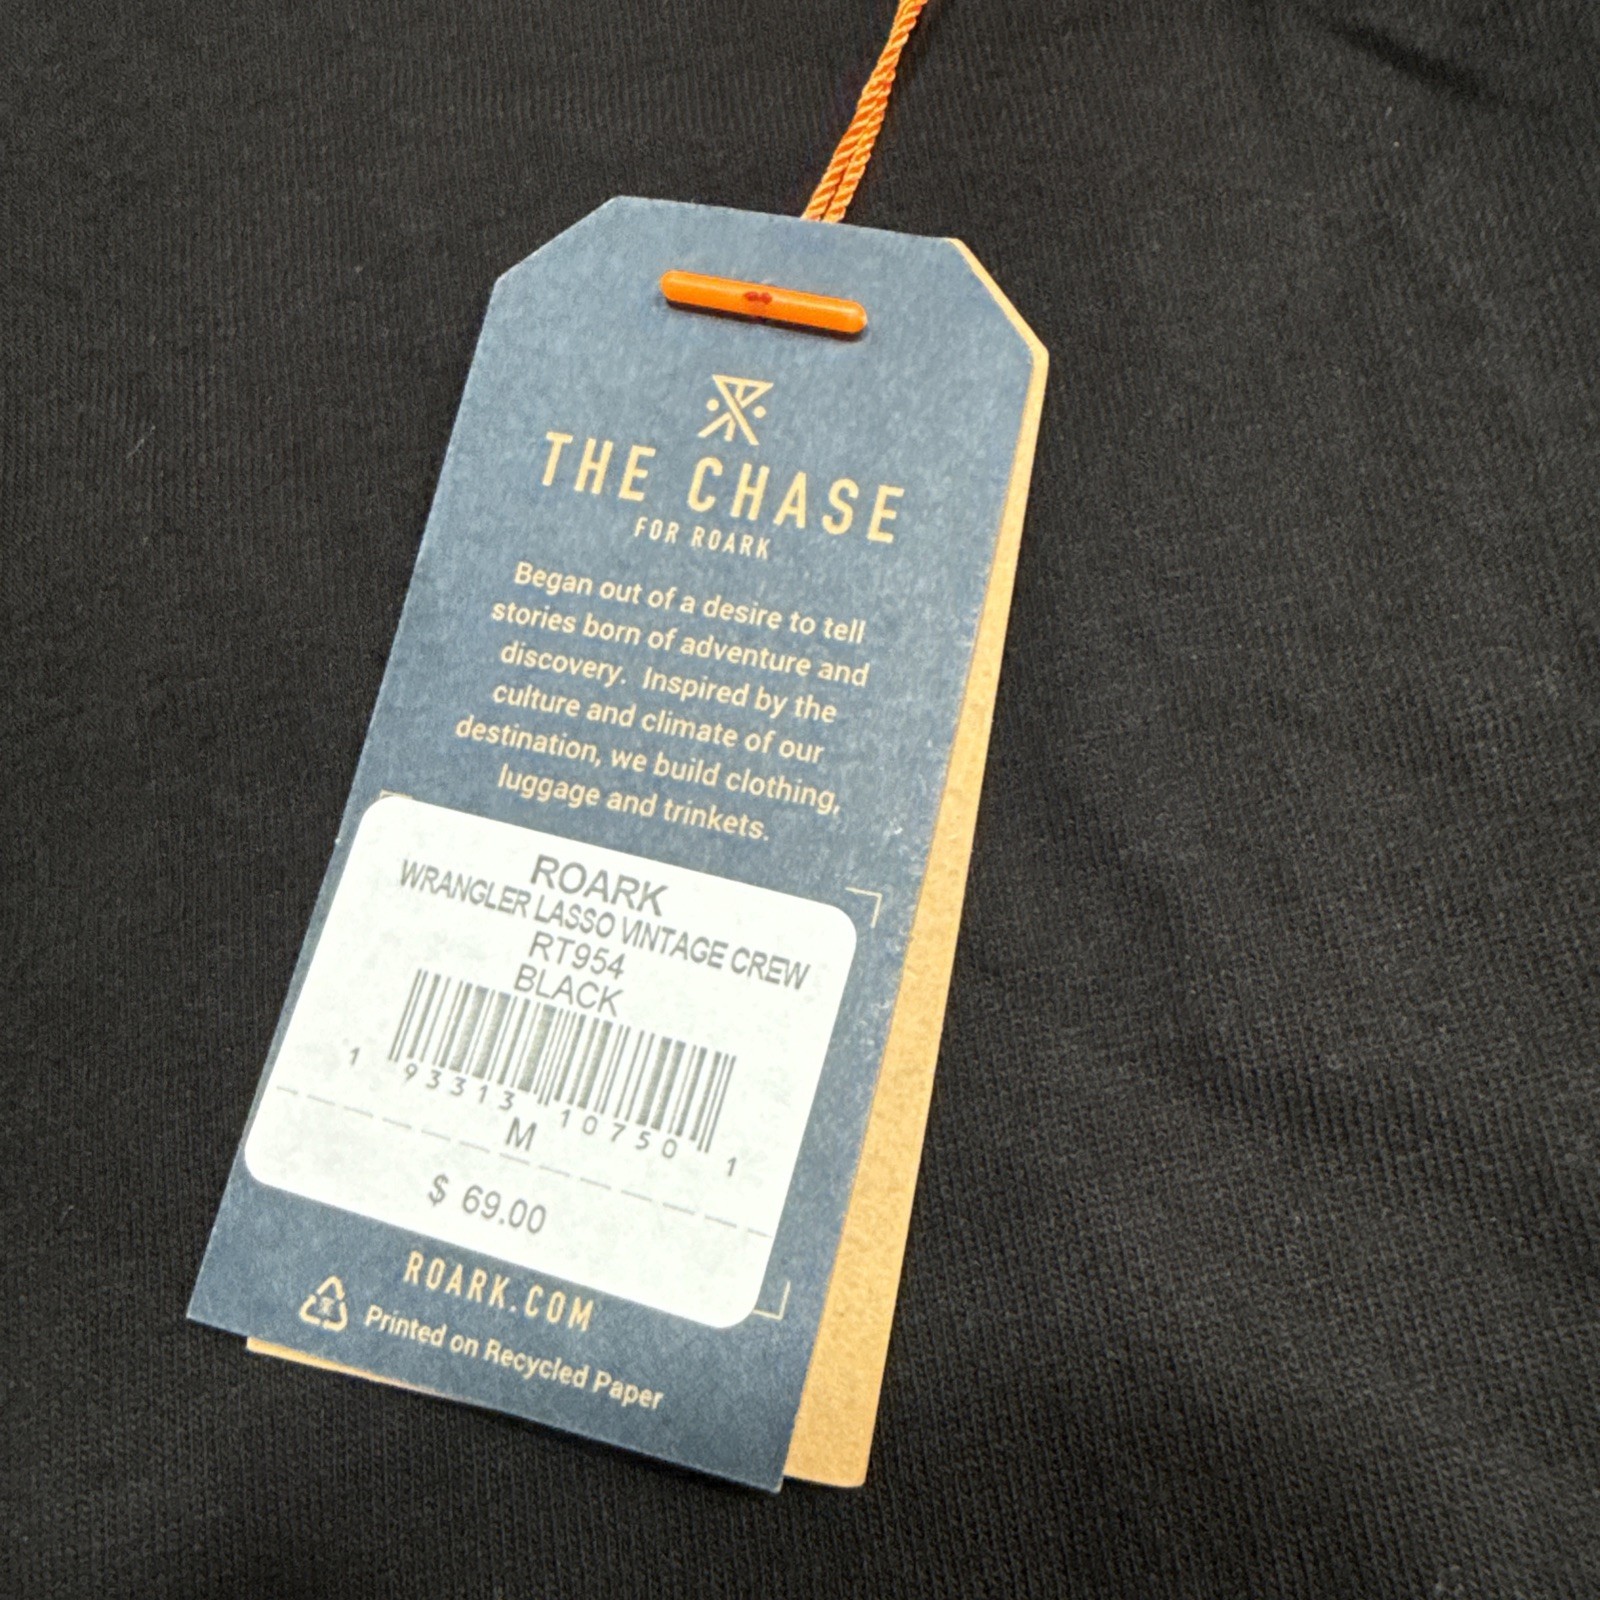 THE CHASE
FOR ROARK
Began out of a desire to tell
stories born of adventure and
discovery. Inspired by the
culture and climate of our
destination, we build clothing,
luggage and trinkets.
ROARK
WRANGLER LASSO VINTAGE CREW
RT954
BLACK
1 93313 10750 1
M
$ 69.00
ROARK.COM
Printed on Recycled Paper